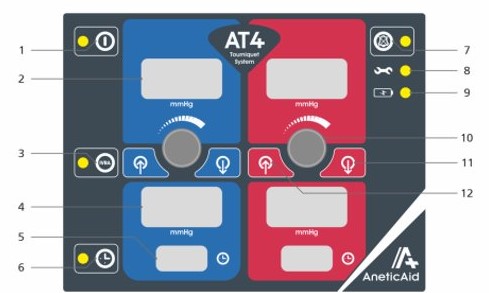 1
2
3
4
5
6
AT4
Tourniquet
System
mmHg
mmHg
IVRA
mmHg
mmHg
AneticAid
7
8
9
10
11
12